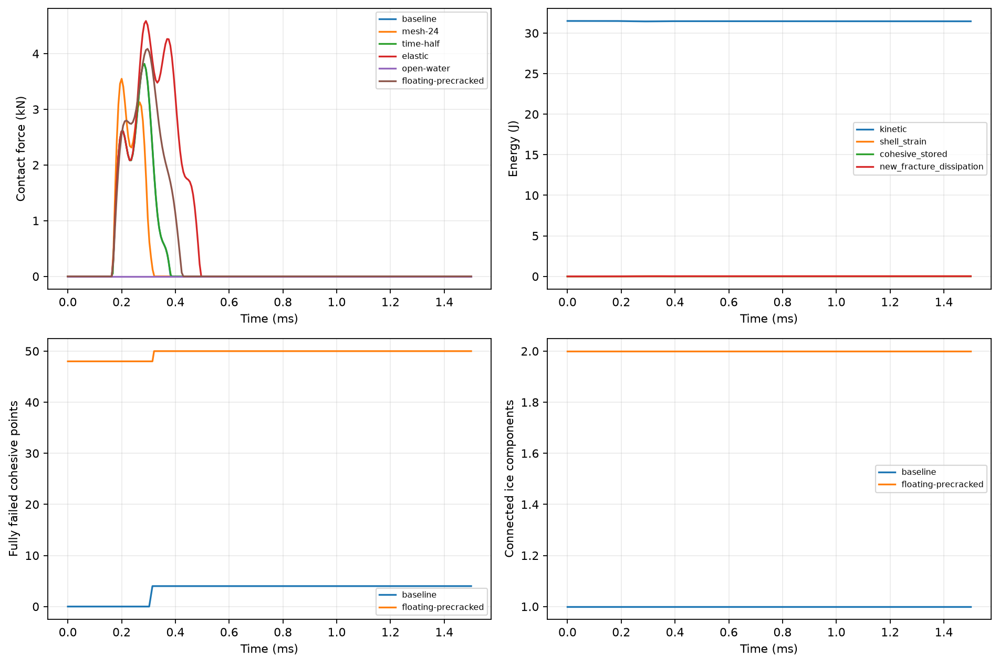 Contact force (kN)
4
3
2
1
0
0.0 0.2 0.4 0.6 0.8 1.0 1.2 1.4
Time (ms)
baseline
mesh-24
time-half
elastic
open-water
floating-precracked
Energy (J)
30
25
20
15
10
5
0
0.0 0.2 0.4 0.6 0.8 1.0 1.2 1.4
Time (ms)
kinetic
shell_strain
cohesive_stored
new_fracture_dissipation
Fully failed cohesive points
50
40
30
20
10
0
0.0 0.2 0.4 0.6 0.8 1.0 1.2 1.4
Time (ms)
baseline
floating-precracked
Connected ice components
2.0
1.8
1.6
1.4
1.2
1.0
0.0 0.2 0.4 0.6 0.8 1.0 1.2 1.4
Time (ms)
baseline
floating-precracked